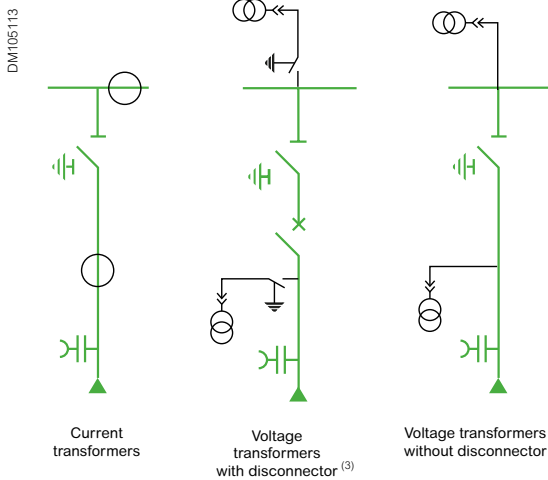 DM105113
Current
transformers
Voltage
transformers
with disconnector (3)
Voltage transformers
without disconnector